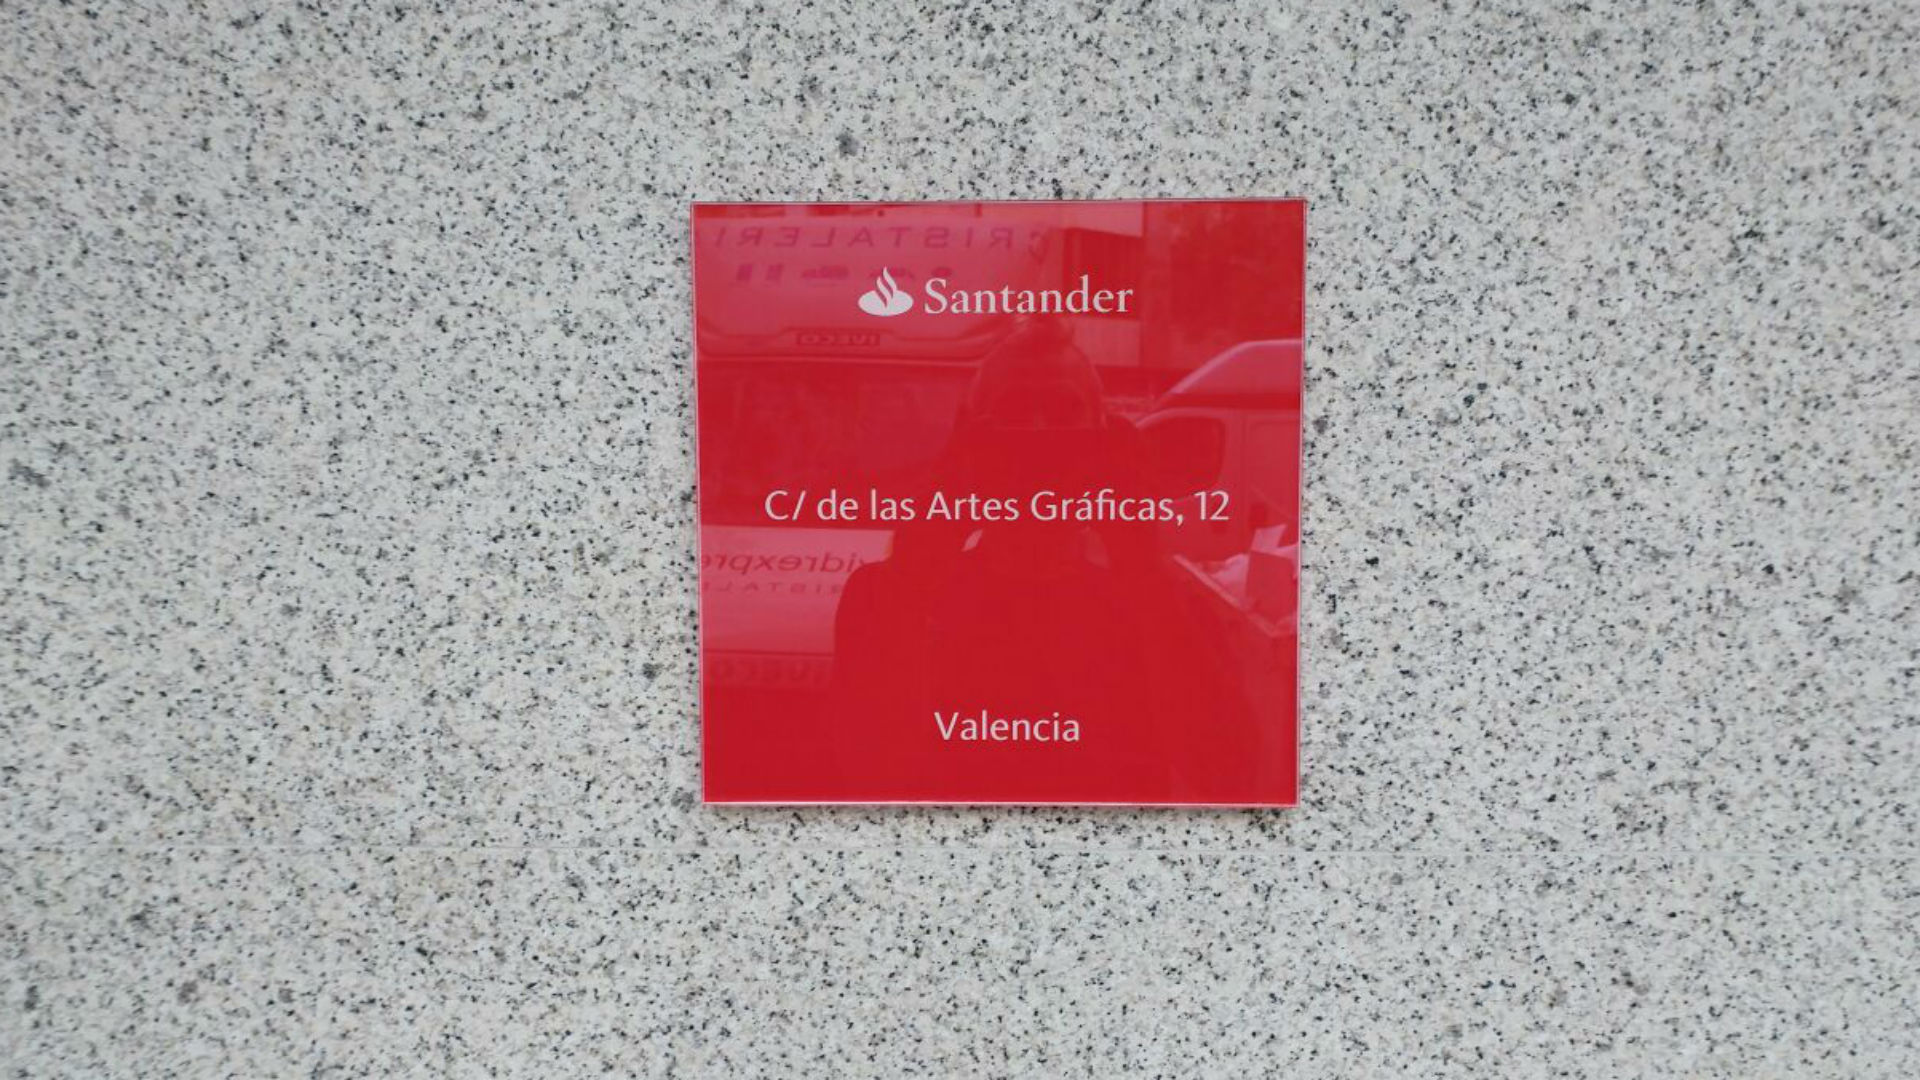 Santander
C/ de las Artes Gráficas, 12
Valencia